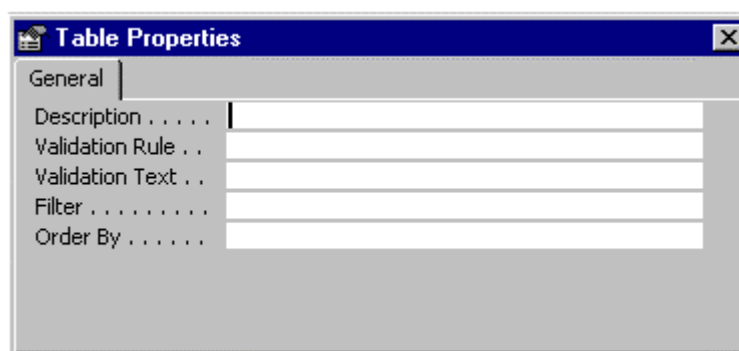 Table Properties
General
Description . . . . .
Validation Rule . .
Validation Text . .
Filter . . . . . . . . .
Order By . . . . . .